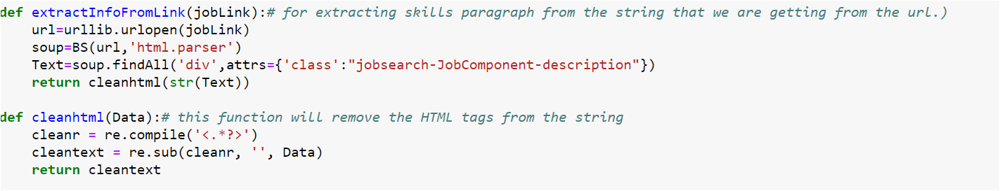 def extractInfoFromLink(jobLink):# for extracting skills paragraph from the string that we are getting from the url.)
    url=urllib.urlopen(jobLink)
    soup=BS(url,'html.parser')
    Text=soup.findAll('div',attrs={'class':"jobsearch-JobComponent-description"})
    return cleanhtml(str(Text))

def cleanhtml(Data):# this function will remove the HTML tags from the string
    cleanr = re.compile('<.*?>')
    cleantext = re.sub(cleanr, '', Data)
    return cleantext